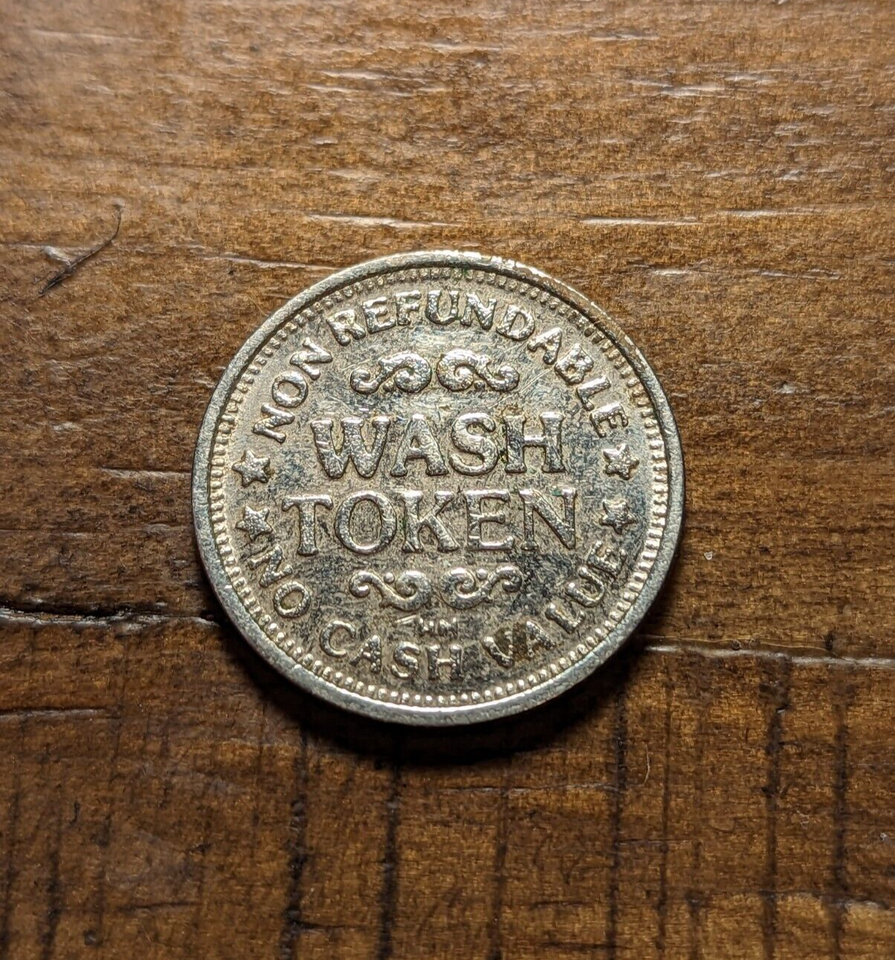 NON REFUNDABLE
WASH
TOKEN
NO CASH VALUE